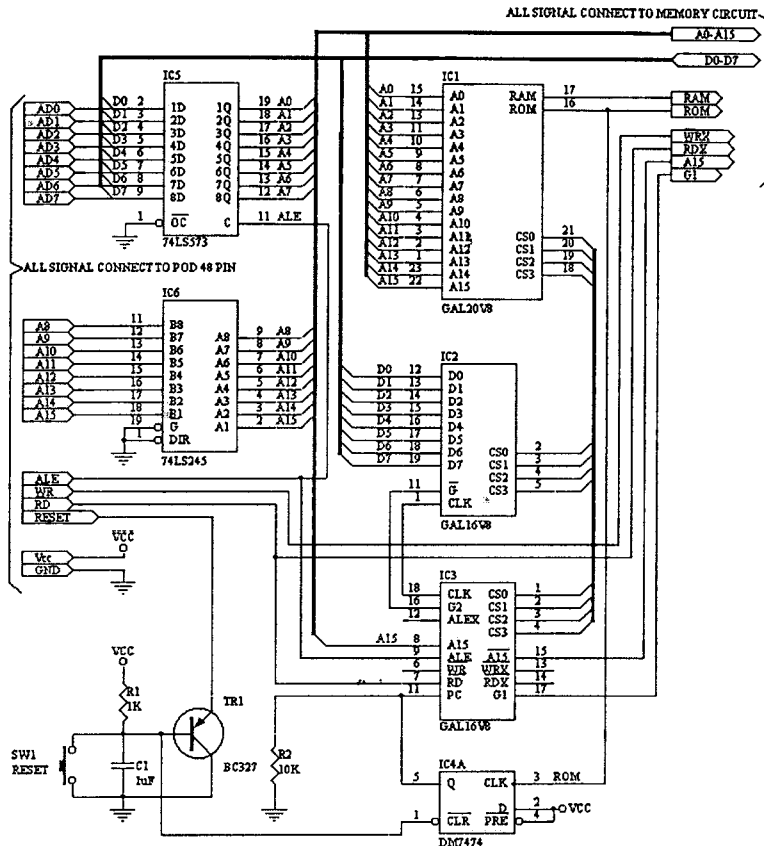 ALL SIGNAL CONNECT TO MEMORY CIRCUIT
A0-A15
D0-D7
IC5
AD0 D0 2 1D 1Q 19 A0
AD1 D1 3 2D 2Q 18 A1
AD2 D2 4 3D 3Q 17 A2
AD3 D3 5 4D 4Q 16 A3
AD4 D4 6 5D 5Q 15 A4
AD5 D5 7 6D 6Q 14 A5
AD6 D6 8 7D 7Q 13 A6
AD7 D7 9 8D 8Q 12 A7
1 OC C 11 ALE
74LS573
ALL SIGNAL CONNECT TO POD 48 PIN
IC1
A0 15 A0 RAM 17 RAM
A1 14 A1 ROM 16 ROM
A2 13 A2
A3 11 A3
A4 10 A4
A5 9 A5
A6 8 A6
A7 7 A7
A8 6 A8
A9 5 A9
A10 4 A10
A11 3 A11 CS0 21
A12 2 A12 CS1 20
A13 1 A13 CS2 19
A14 23 A14 CS3 18
A15 22 A15
GAL20V8
WRX
RDX
A15
G1
IC6
A8 11 B8 A8 9 A8
A9 12 B7 A7 8 A9
A10 13 B6 A6 7 A10
A11 14 B5 A5 6 A11
A12 15 B4 A4 5 A12
A13 16 B3 A3 4 A13
A14 17 B2 A2 3 A14
A15 18 B1 A1 2 A15
19 G
1 DIR
74LS245
IC2
D0 12 D0
D1 13 D1
D2 14 D2
D3 15 D3
D4 16 D4
D5 17 D5
D6 18 D6 CS0 2
D7 19 D7 CS1 3
CS2 4
CS3 5
11 G
1 CLK
GAL16V8
ALE
WR
RD
RESET
VCC
Vcc
GND
IC3
18 CLK CS0 1
16 G2 CS1 2
12 ALEX CS2 3
CS3 4
A15 8 A15
9 ALE A15 15
6 WR WRX 13
7 RD RDX 14
11 PC G1 17
GAL16V8
VCC
R1
1K
TR1
BC327
SW1
RESET
C1
1uF
R2
10K
IC4A
5 Q CLK 3 ROM
D 2 VCC
1 CLR PRE 4
DM7474